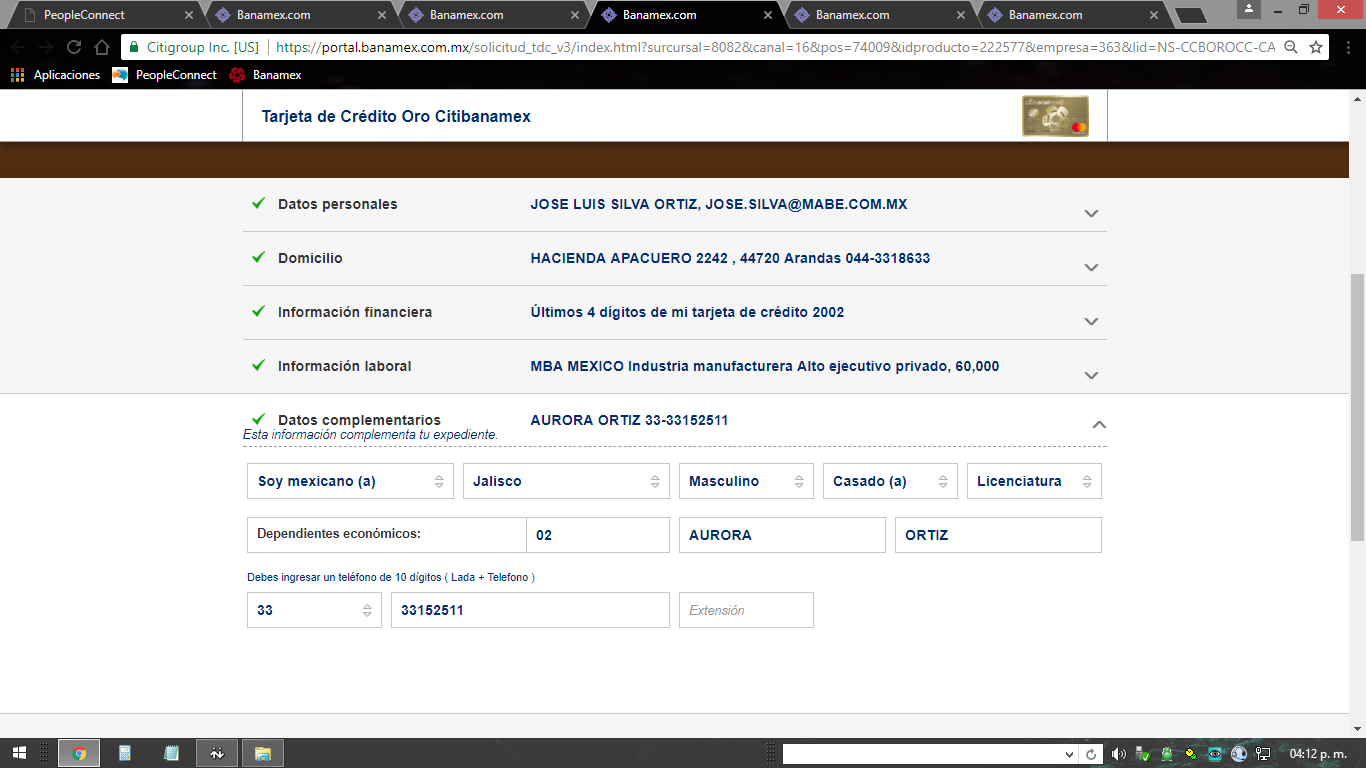 PeopleConnect
Banamex.com
Banamex.com
Banamex.com
Banamex.com
Banamex.com
Citigroup Inc. [US] https://portal.banamex.com.mx/solicitud_tdc_v3/index.html?sursursal=8082&canal=16&pos=74009&idproducto=222577&empresa=363&lid=NS-CCBOROCC-CA
Aplicaciones PeopleConnect Banamex
Tarjeta de Crédito Oro Citibanamex
Datos personales JOSE LUIS SILVA ORTIZ, JOSE.SILVA@MABE.COM.MX
Domicilio HACIENDA APACUERO 2242 , 44720 Arandas 044-3318633
Información financiera Últimos 4 dígitos de mi tarjeta de crédito 2002
Información laboral MBA MEXICO Industria manufacturera Alto ejecutivo privado, 60,000
Datos complementarios AURORA ORTIZ 33-33152511
Esta información complementa tu expediente.
Soy mexicano (a) Jalisco Masculino Casado (a) Licenciatura
Dependientes económicos: 02 AURORA ORTIZ
Debes ingresar un teléfono de 10 dígitos ( Lada + Telefono )
33 33152511 Extensión
04:12 p. m.